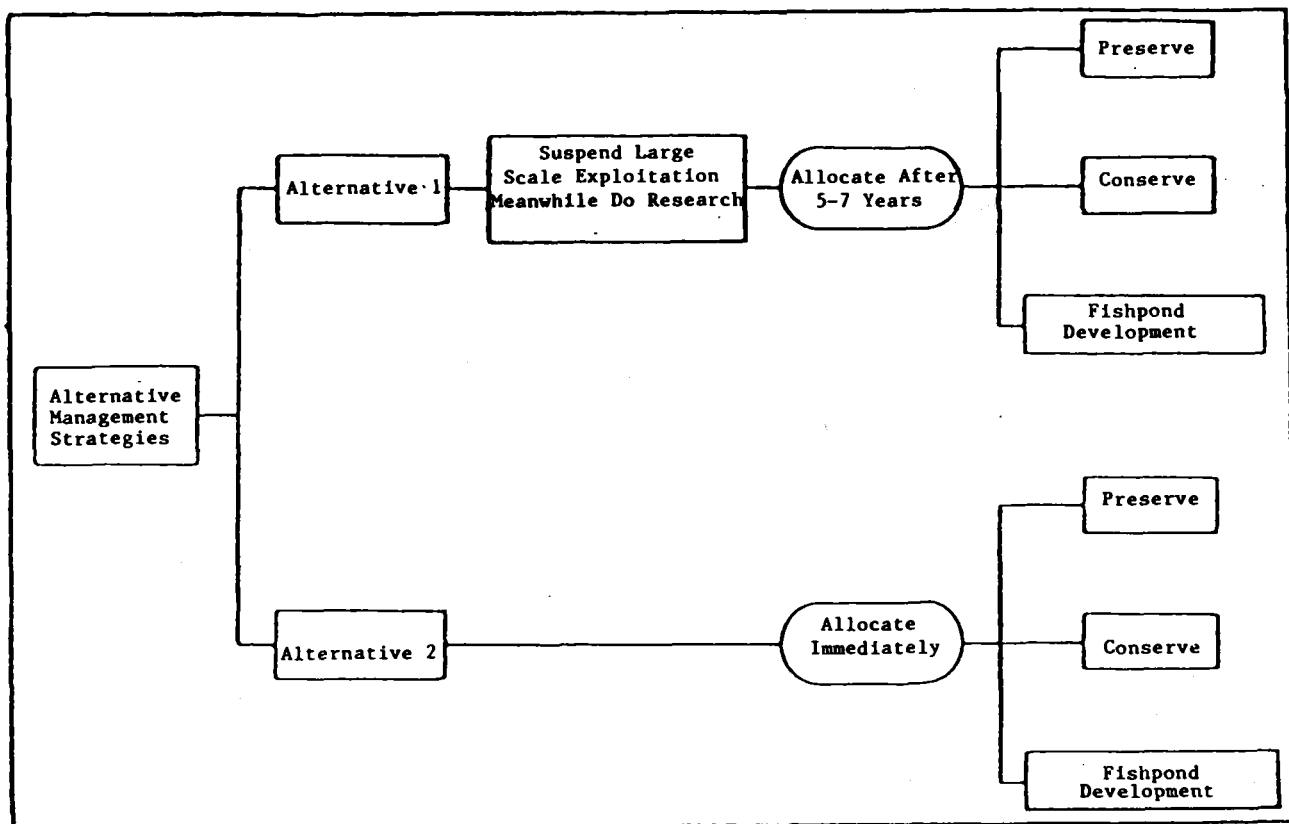 Preserve
Suspend Large
Scale Exploitation
Meanwhile Do Research
Alternative 1
Allocate After
5-7 Years
Conserve
Fishpond
Development
Alternative
Management
Strategies
Preserve
Allocate
Immediately
Alternative 2
Conserve
Fishpond
Development